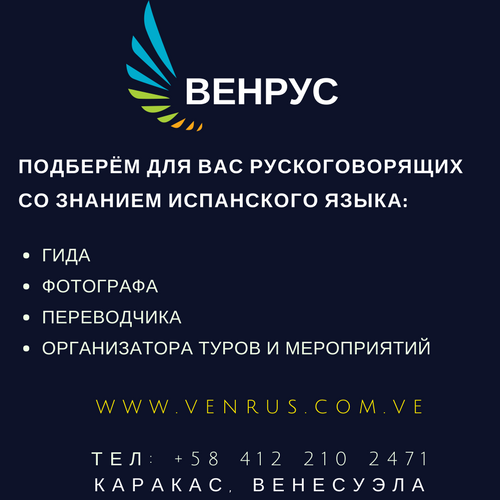 ВЕНРУС
ПОДБЕРЁМ ДЛЯ ВАС РУСКОГОВОРЯЩИХ
СО ЗНАНИЕМ ИСПАНСКОГО ЯЗЫКА:
• ГИДА
• ФОТОГРАФА
• ПЕРЕВОДЧИКА
• ОРГАНИЗАТОРА ТУРОВ И МЕРОПРИЯТИЙ
WWW.VENRUS.COM.VE
ТЕЛ: +58 412 210 2471
КАРАКАС, ВЕНЕСУЭЛА